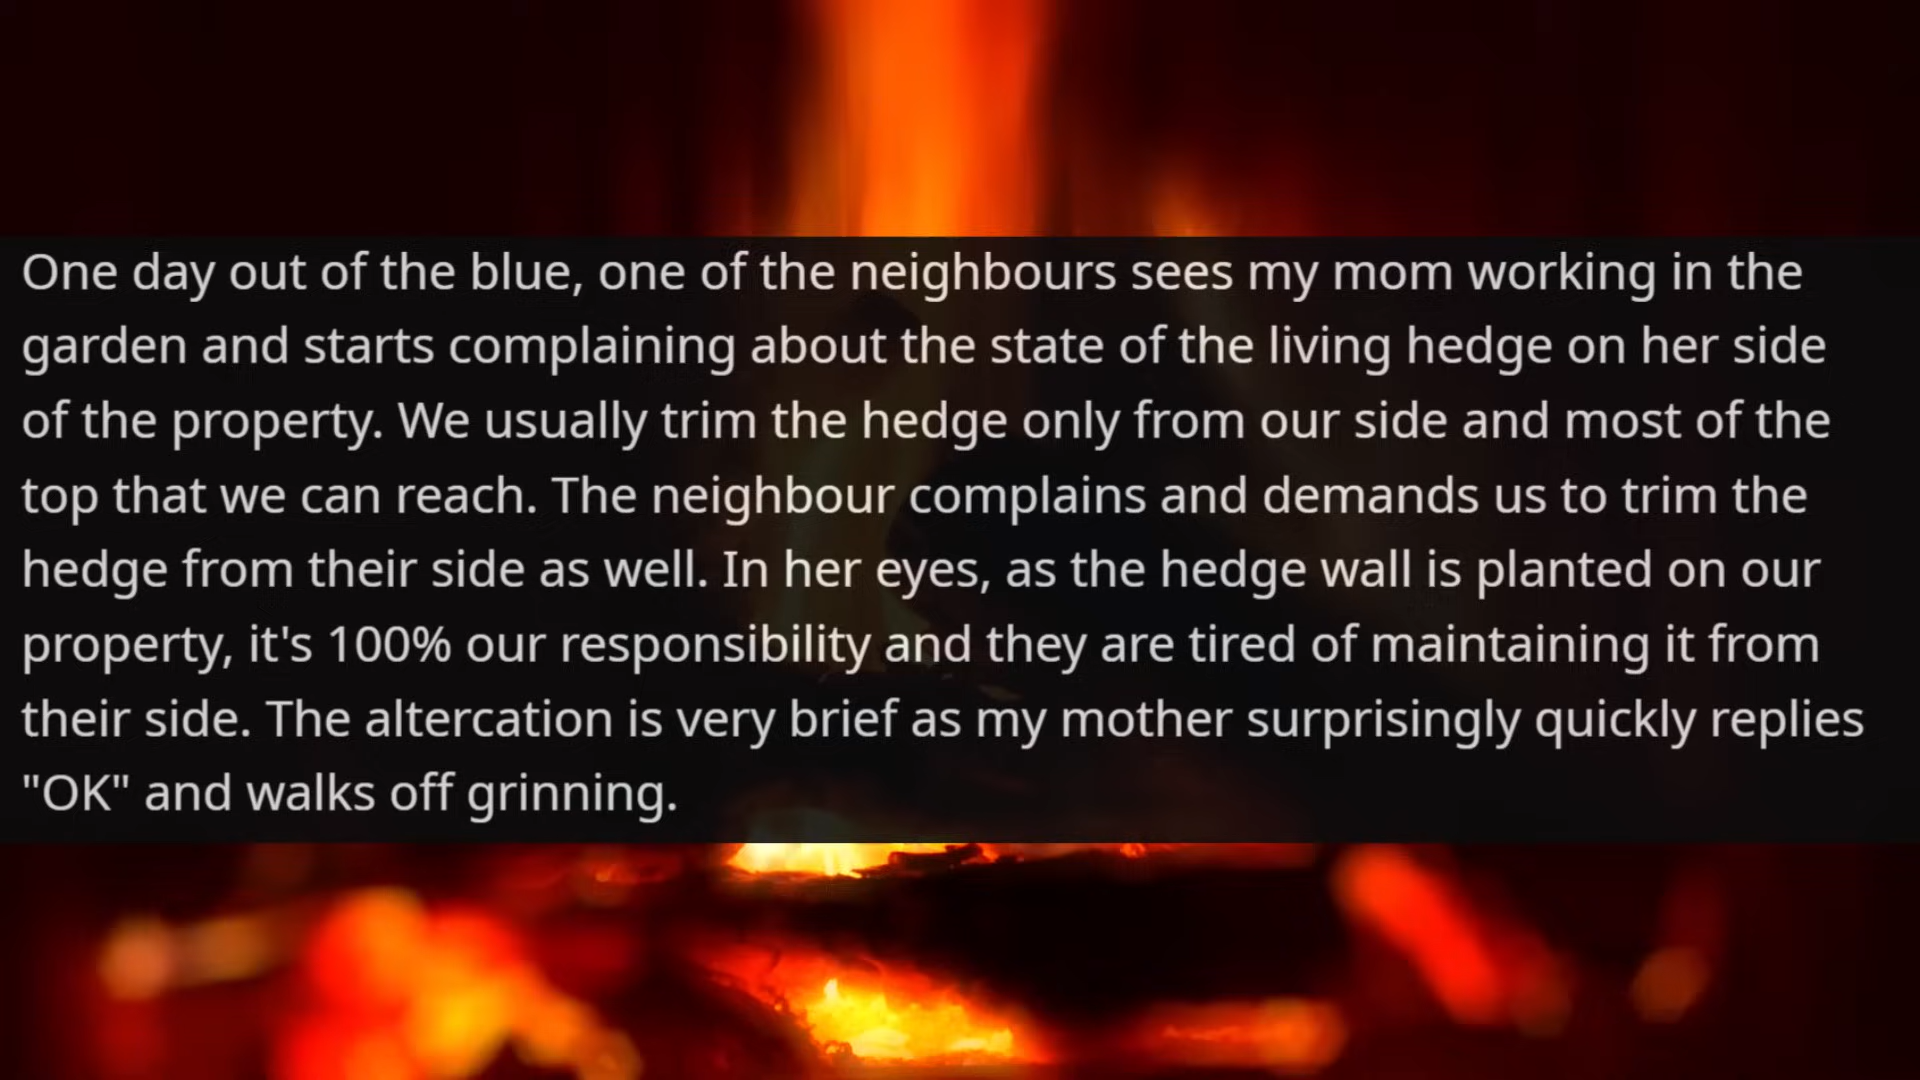 One day out of the blue, one of the neighbours sees my mom working in the
garden and starts complaining about the state of the living hedge on her side
of the property. We usually trim the hedge only from our side and most of the
top that we can reach. The neighbour complains and demands us to trim the
hedge from their side as well. In her eyes, as the hedge wall is planted on our
property, it's 100% our responsibility and they are tired of maintaining it from
their side. The altercation is very brief as my mother surprisingly quickly replies
"OK" and walks off grinning.